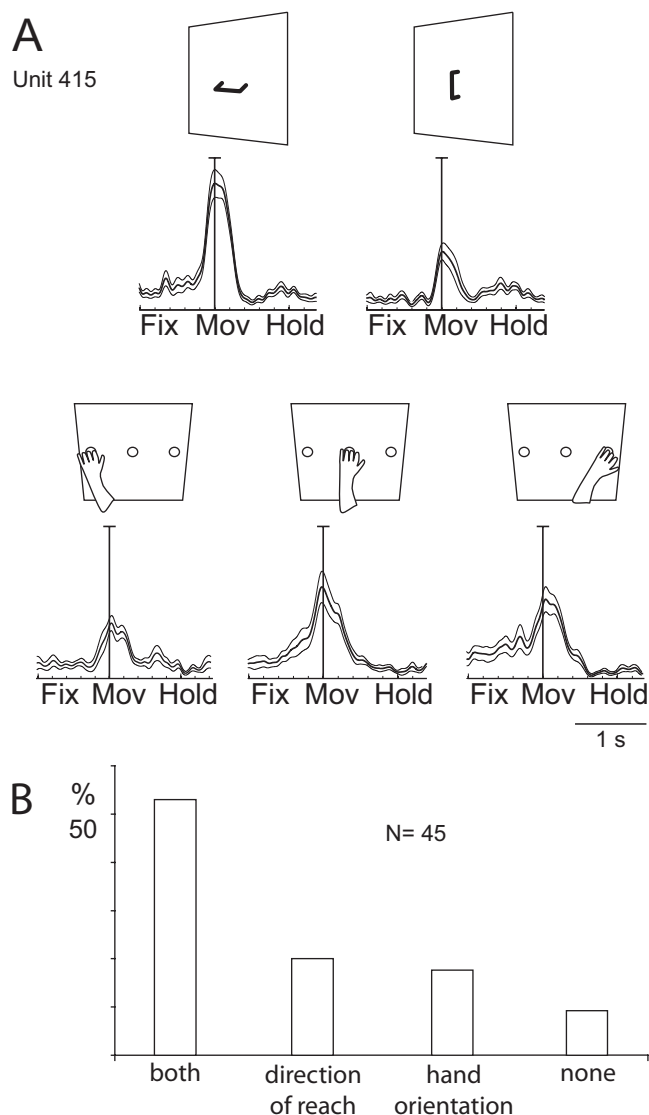 A
Unit 415
Fix Mov Hold
Fix Mov Hold
Fix Mov Hold
Fix Mov Hold
Fix Mov Hold
1 s
B
%
50
N= 45
both
direction
of reach
hand
orientation
none